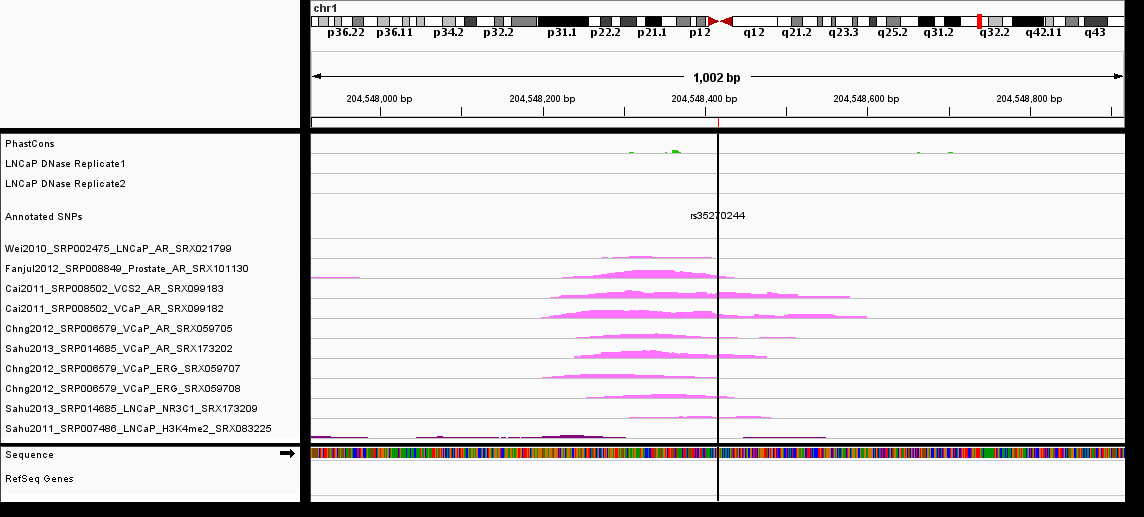 chr1
p36.22 p36.11 p34.2 p32.2 p31.1 p22.2 p21.1 p12 q12 q21.2 q23.3 q25.2 q31.2 q32.2 q42.11 q43
1,002 bp
204,548,000 bp 204,548,200 bp 204,548,400 bp 204,548,600 bp 204,548,800 bp
PhastCons
LNCaP DNase Replicate1
LNCaP DNase Replicate2
Annotated SNPs
rs35270244
Wei2010_SRP002475_LNCaP_AR_SRX021799
Fanjul2012_SRP008849_Prostate_AR_SRX101130
Cai2011_SRP008502_VCS2_AR_SRX099183
Cai2011_SRP008502_VCaP_AR_SRX099182
Chng2012_SRP006579_VCaP_AR_SRX059705
Sahu2013_SRP014685_VCaP_AR_SRX173202
Chng2012_SRP006579_VCaP_ERG_SRX059707
Chng2012_SRP006579_VCaP_ERG_SRX059708
Sahu2013_SRP014685_LNCaP_NR3C1_SRX173209
Sahu2011_SRP007486_LNCaP_H3K4me2_SRX083225
Sequence
RefSeq Genes